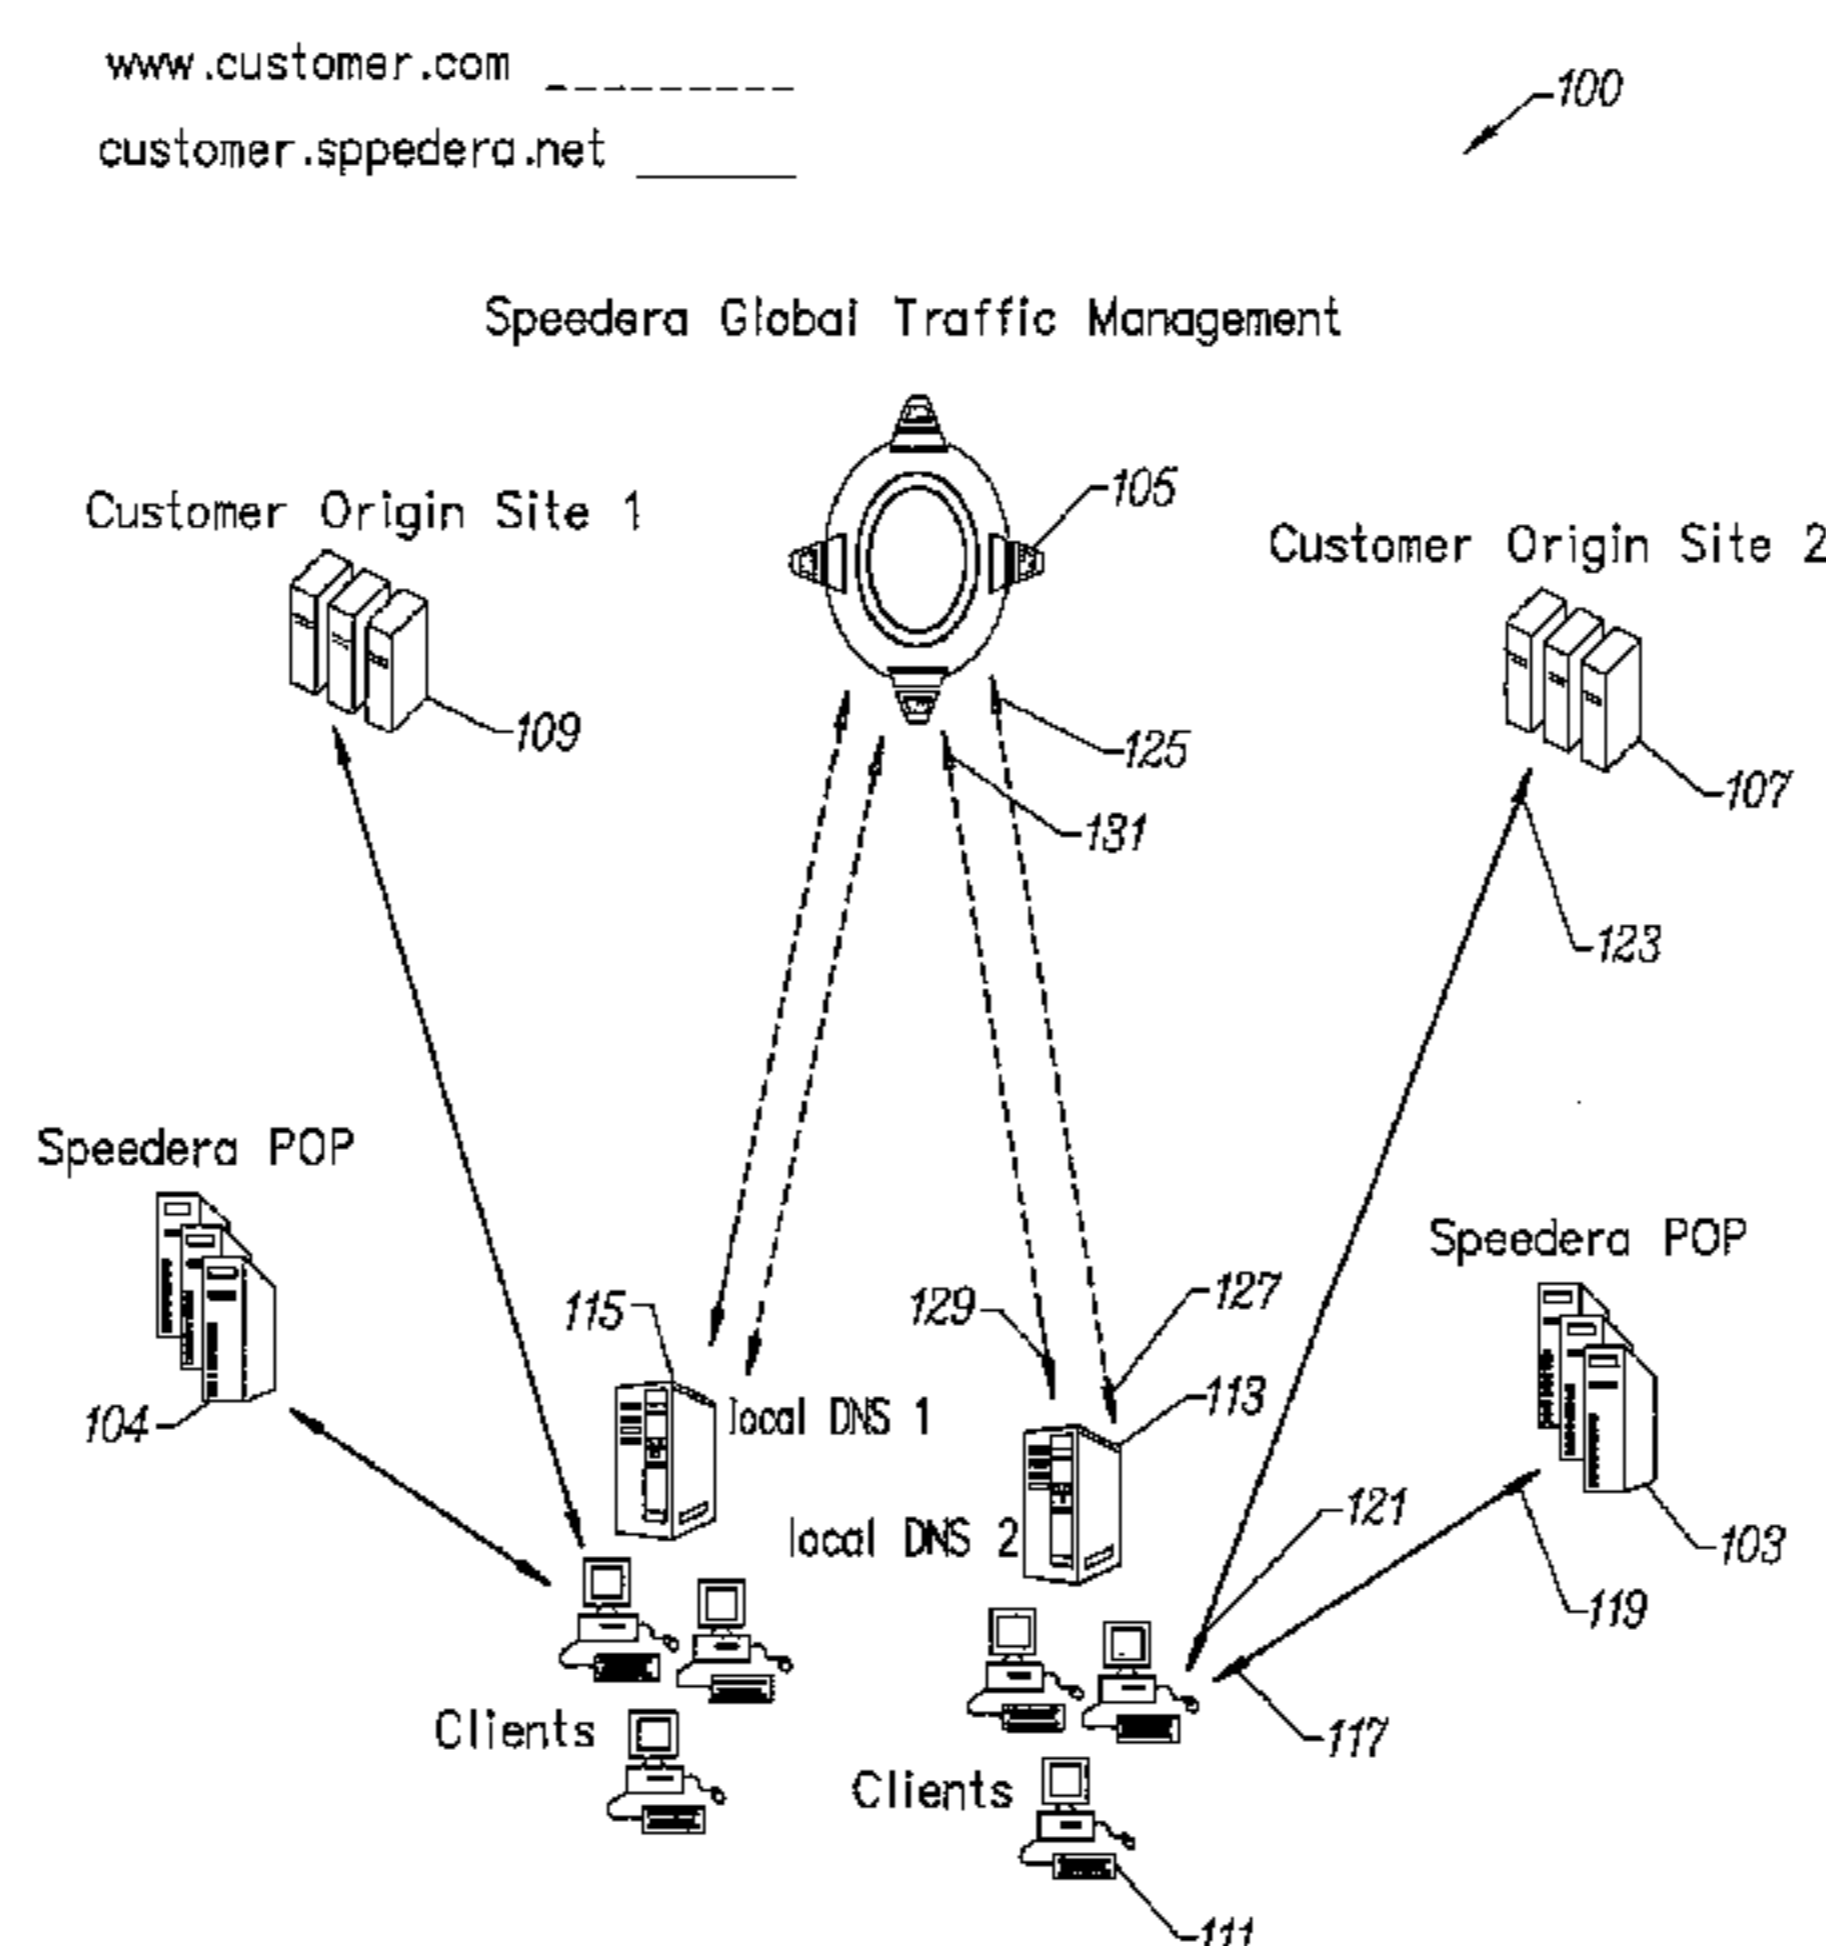 www.customer.com
100
customer.sppedera.net
Speedera Global Traffic Management
105
Customer Origin Site 1
Customer Origin Site 2
109
125
107
131
123
Speedera POP
Speedera POP
115
129
127
113
104
local DNS 1
121
local DNS 2
103
119
Clients
117
Clients
111